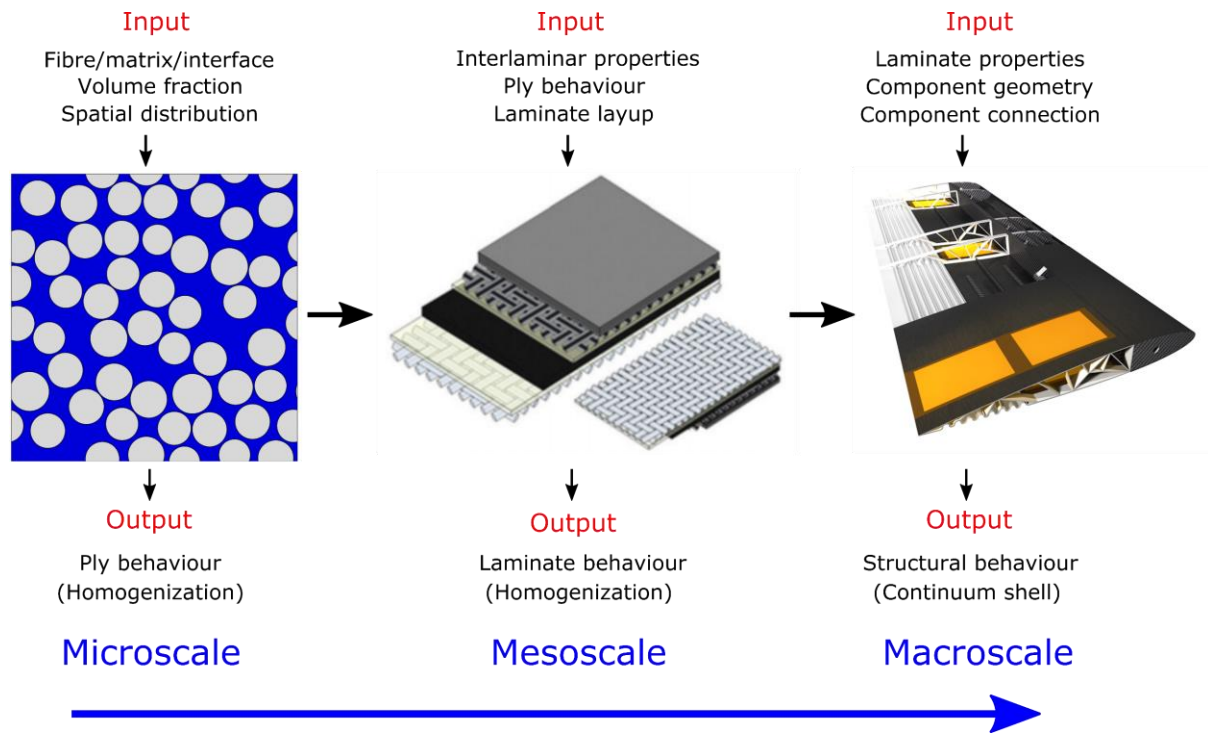 Input
Fibre/matrix/interface
Volume fraction
Spatial distribution
Output
Ply behaviour
(Homogenization)
Microscale
Input
Interlaminar properties
Ply behaviour
Laminate layup
Output
Laminate behaviour
(Homogenization)
Mesoscale
Input
Laminate properties
Component geometry
Component connection
Output
Structural behaviour
(Continuum shell)
Macroscale